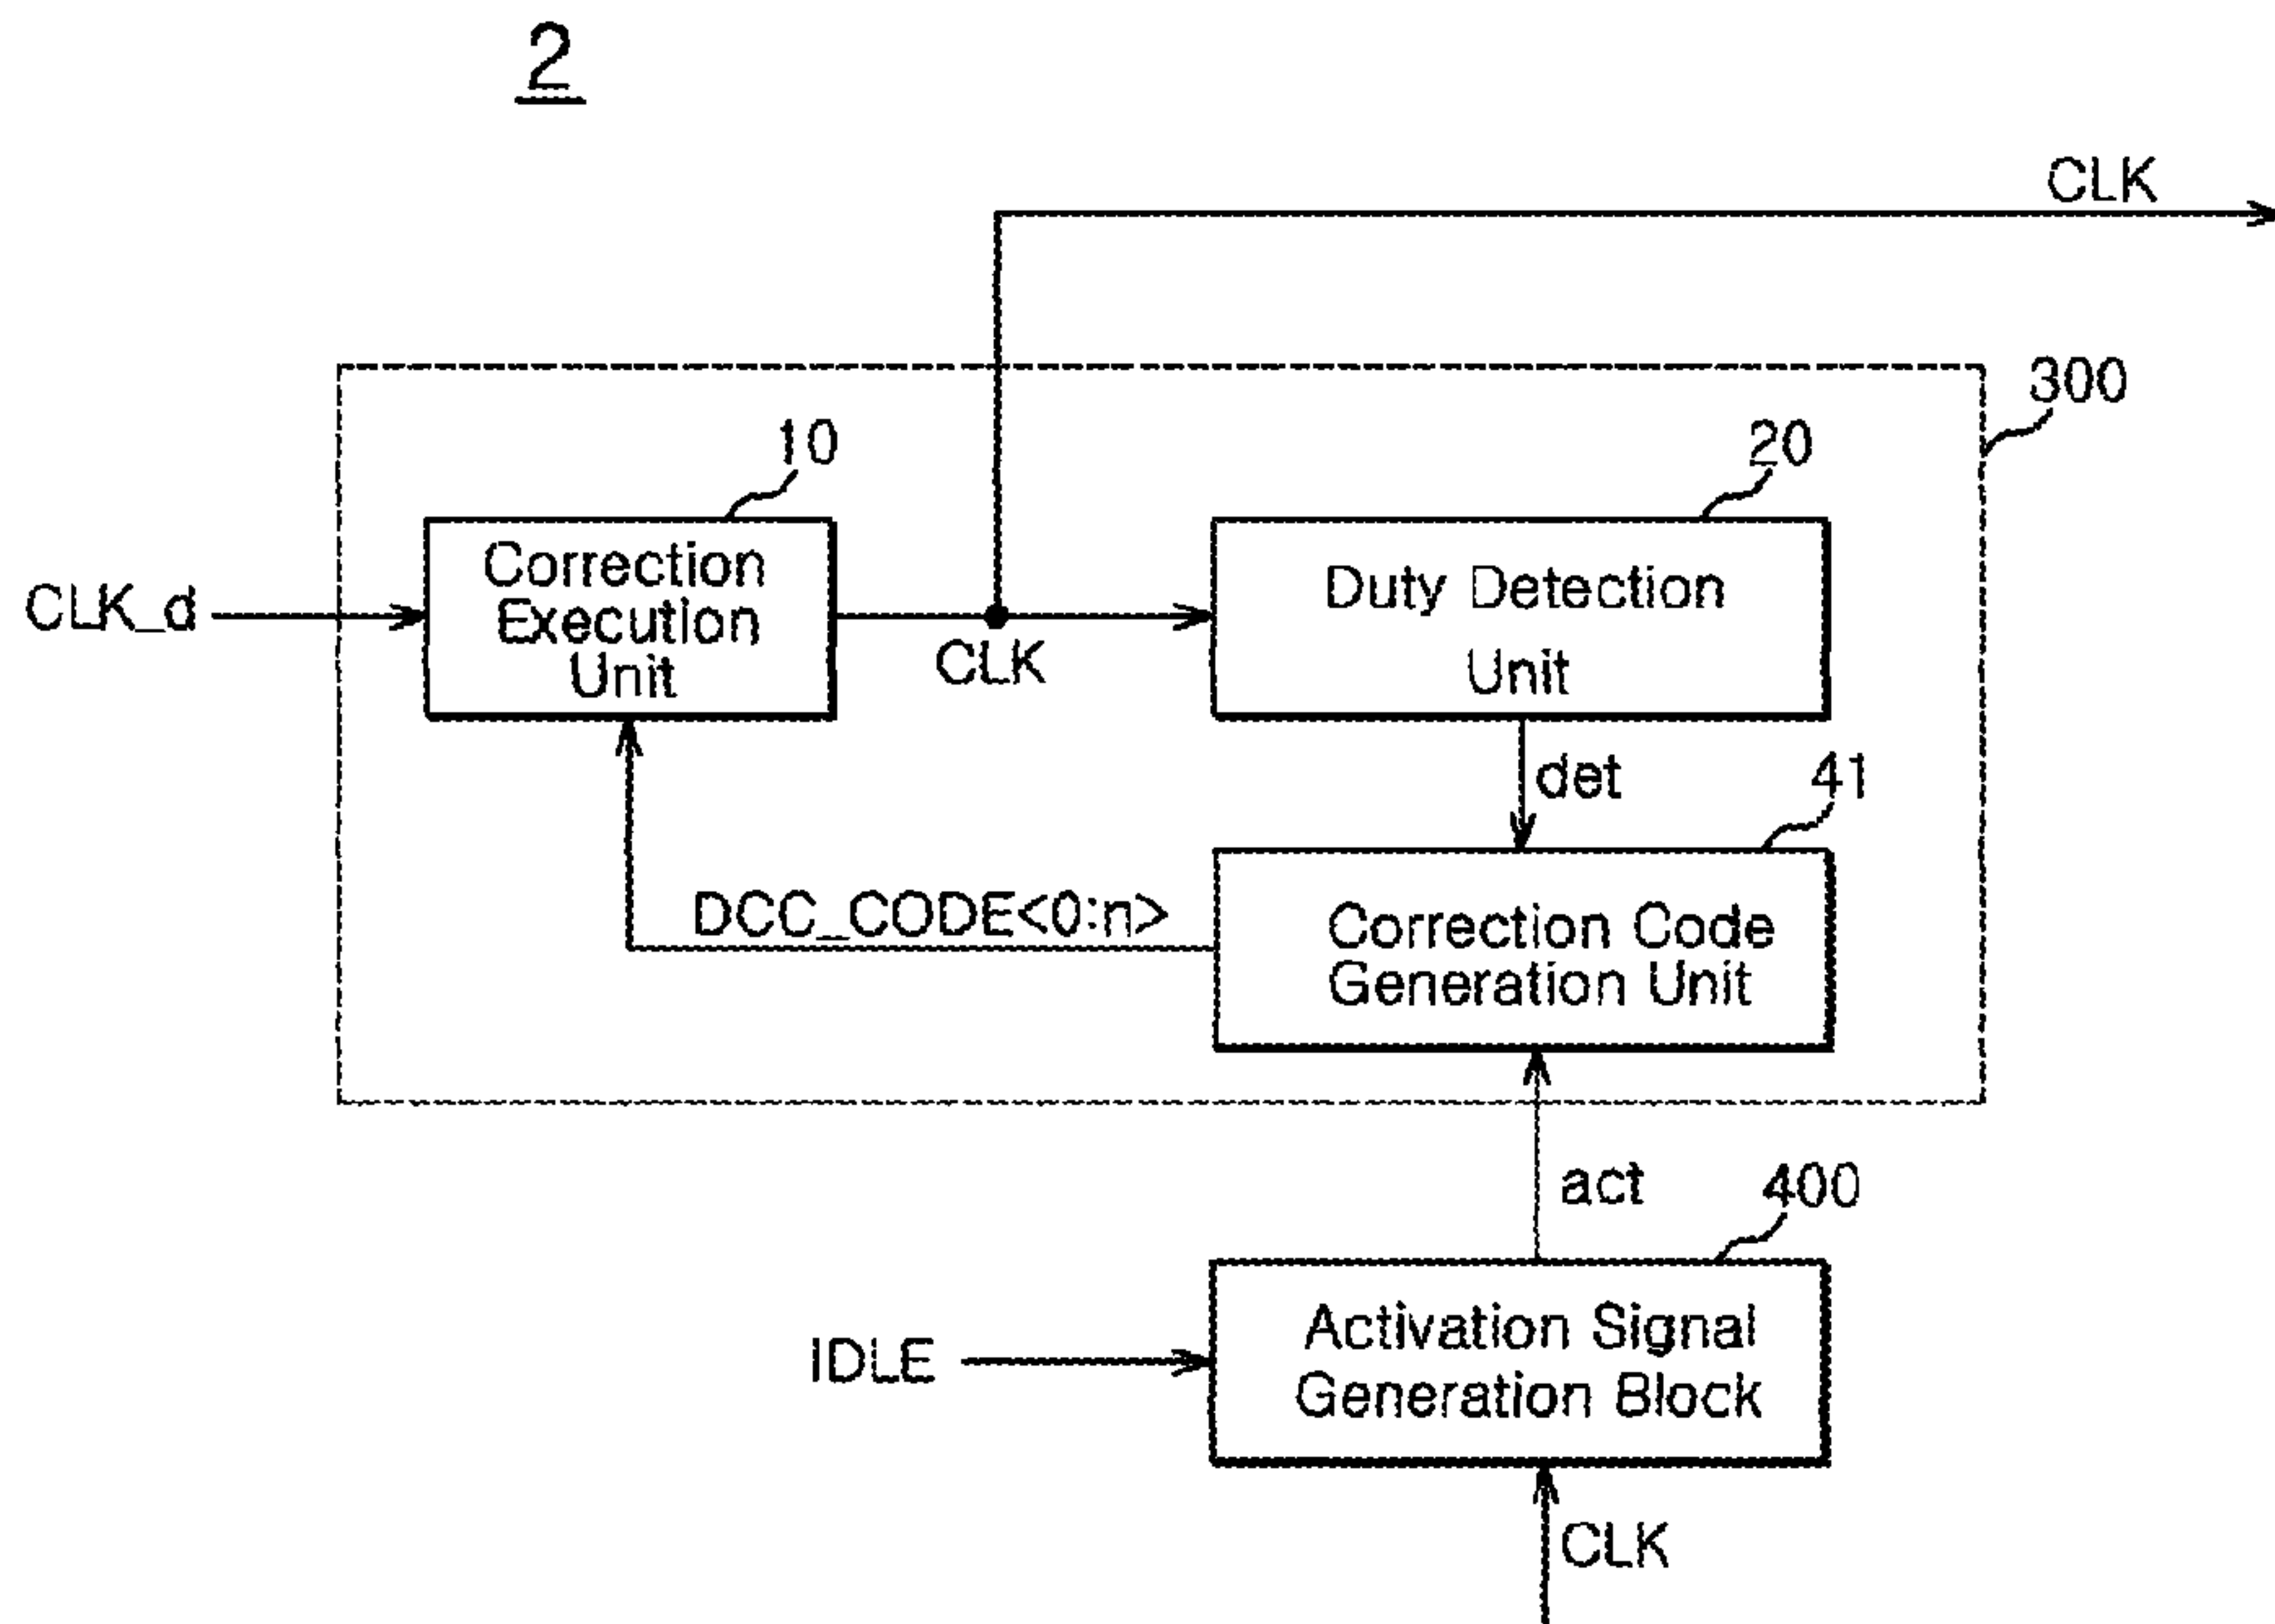 2
CLK
300
10
20
CLK_d
Correction
Execution
Unit
CLK
Duty Detection
Unit
det
41
DCC_CODE<0:n>
Correction Code
Generation Unit
act
400
IDLE
Activation Signal
Generation Block
CLK